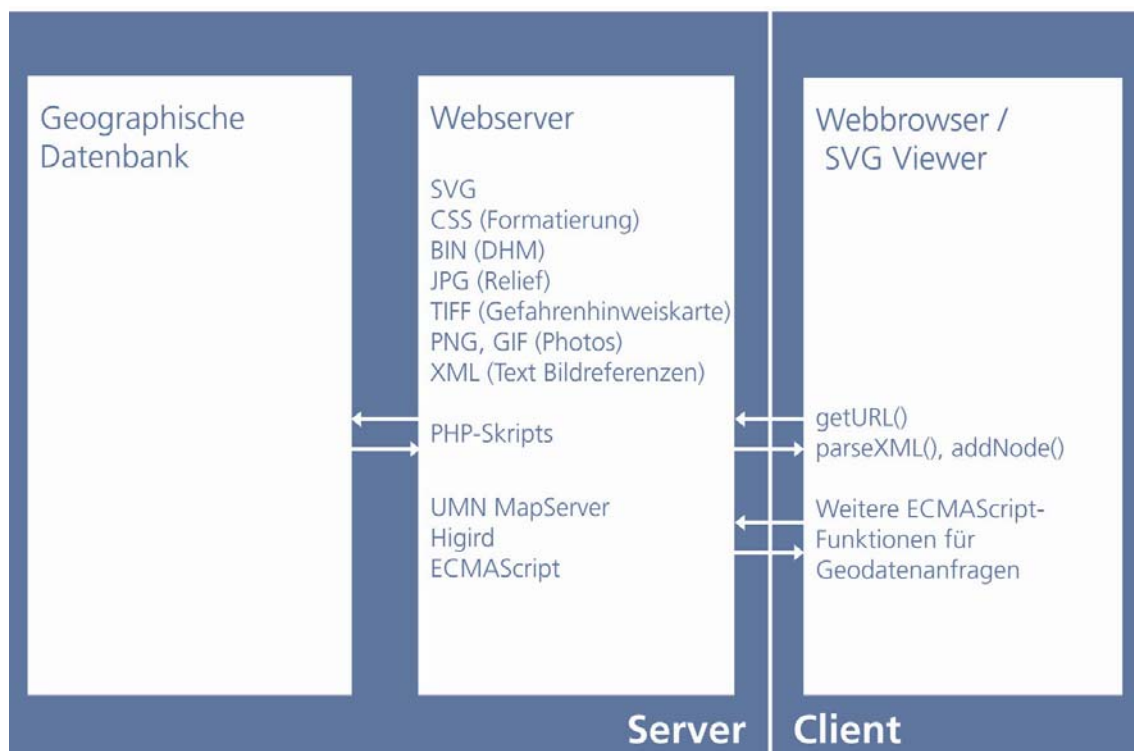 Geographische
Datenbank
Webserver
SVG
CSS (Formatierung)
BIN (DHM)
JPG (Relief)
TIFF (Gefahrenhinweiskarte)
PNG, GIF (Photos)
XML (Text Bildreferenzen)
PHP-Skripts
UMN MapServer
Higird
ECMAScript
Webbrowser /
SVG Viewer
getURL()
parseXML(), addNode()
Weitere ECMAScript-
Funktionen für
Geodatenanfragen
Server
Client